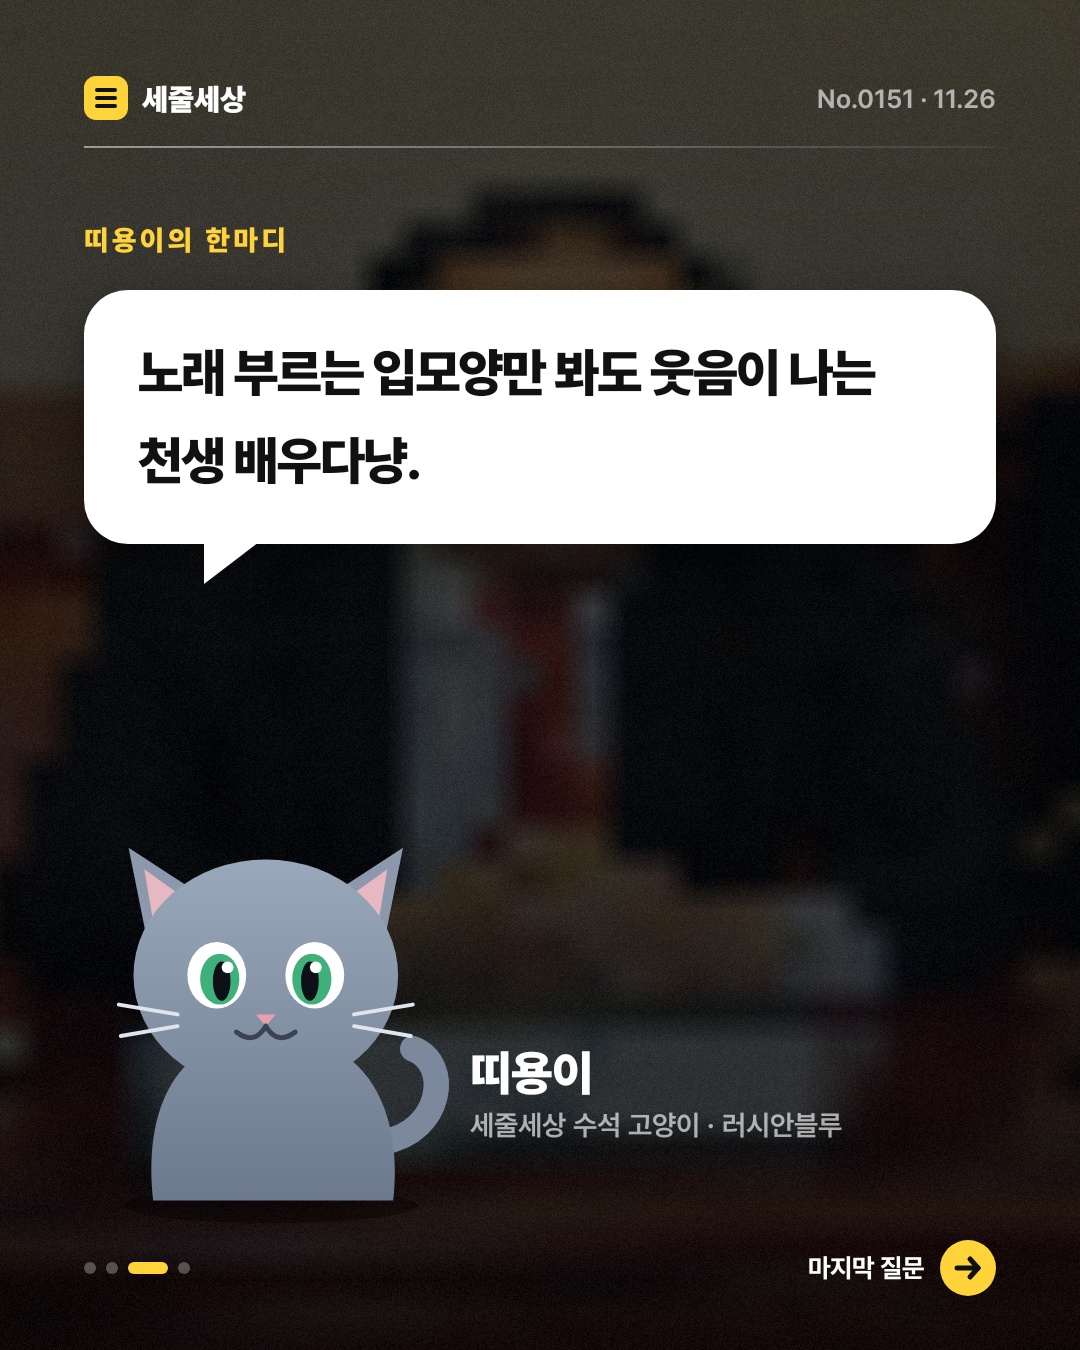 세줄세상
No.0151 · 11.26
띠용이의 한마디
노래 부르는 입모양만 봐도 웃음이 나는
천생 배우다냥.
띠용이
세줄세상 수석 고양이 · 러시안블루
마지막 질문